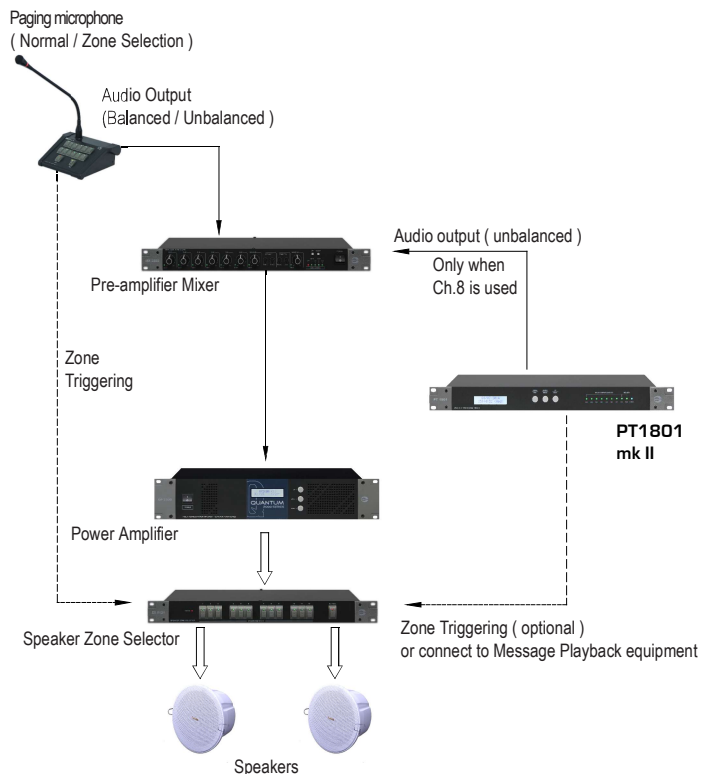 Paging microphone
( Normal / Zone Selection )
Audio Output
(Balanced / Unbalanced )
Audio output ( unbalanced )
Only when
Ch.8 is used
Pre-amplifier Mixer
Zone
Triggering
PT1801
mk II
QUANTUM
Power Amplifier
Speaker Zone Selector
Zone Triggering ( optional )
or connect to Message Playback equipment
Speakers